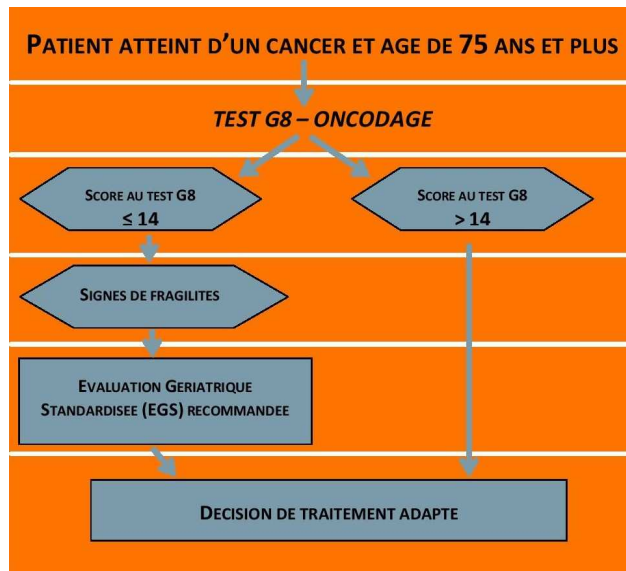 PATIENT ATTEINT D'UN CANCER ET AGE DE 75 ANS ET PLUS
TEST G8 – ONCODAGE
SCORE AU TEST G8
≤ 14
SCORE AU TEST G8
> 14
SIGNES DE FRAGILITES
EVALUATION GERIATRIQUE
STANDARDISEE (EGS) RECOMMANDEE
DECISION DE TRAITEMENT ADAPTE